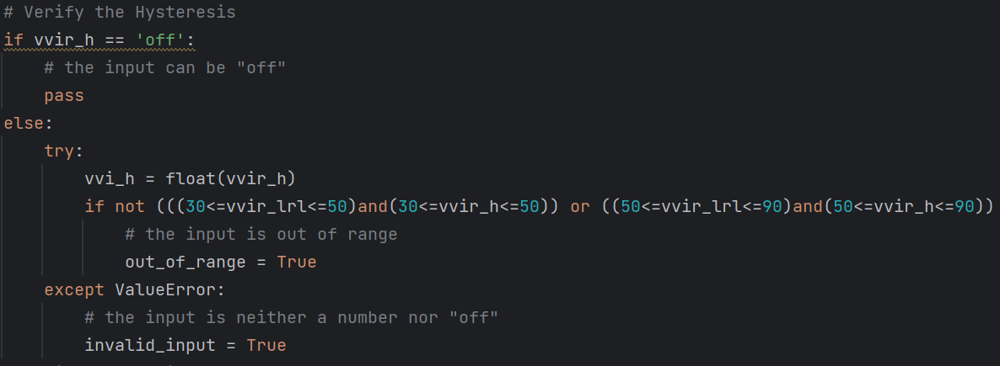 # Verify the Hysteresis
if vvir_h == 'off':
    # the input can be "off"
    pass
else:
    try:
        vvi_h = float(vvir_h)
        if not (((30<=vvir_lrl<=50)and(30<=vvir_h<=50)) or ((50<=vvir_lrl<=90)and(50<=vvir_h<=90))
            # the input is out of range
            out_of_range = True
    except ValueError:
        # the input is neither a number nor "off"
        invalid_input = True